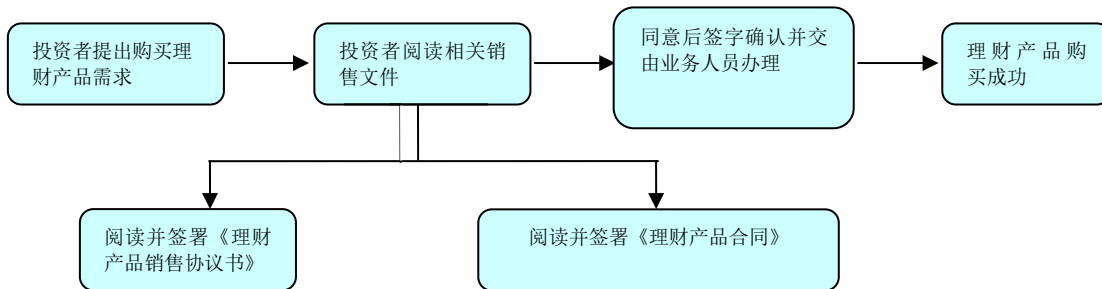 投资者提出购买理
财产品需求
投资者阅读相关销
售文件
同意后签字确认并交
由业务人员办理
理财产品购
买成功
阅读并签署《理财
产品销售协议书》
阅读并签署《理财产品合同》